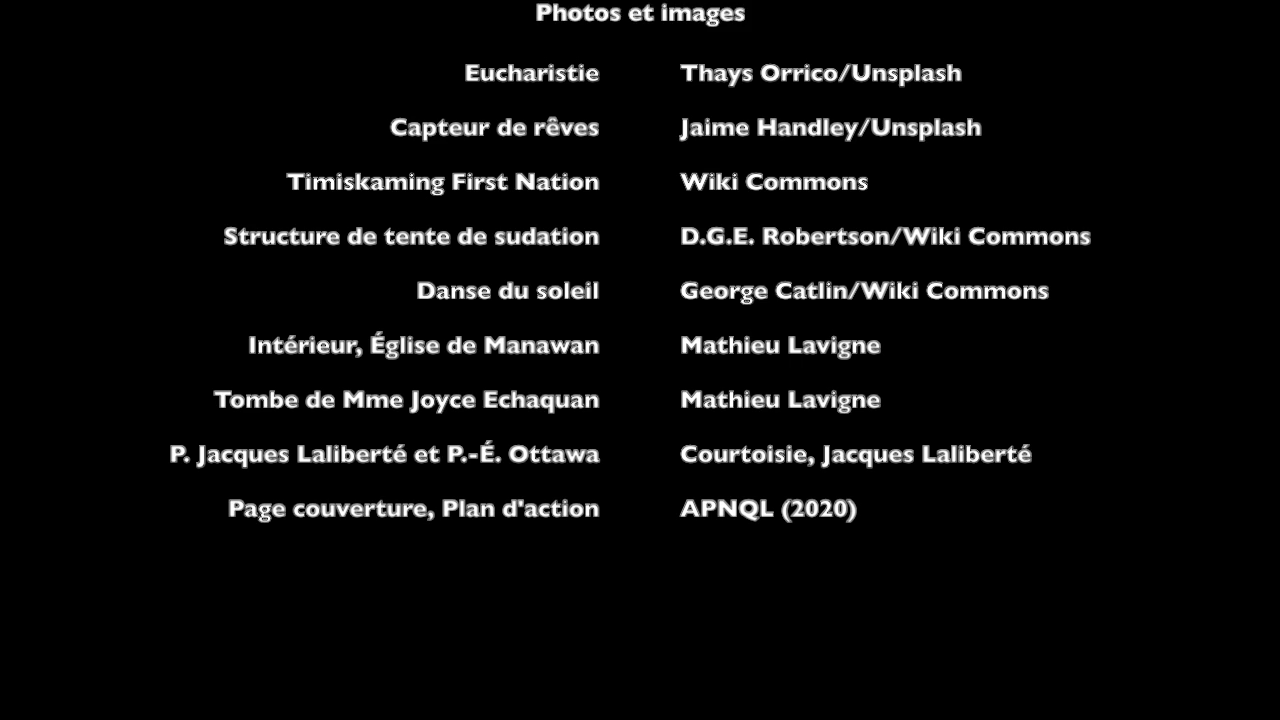 Photos et images
Eucharistie Thays Orrico/Unsplash
Capteur de rêves Jaime Handley/Unsplash
Timiskaming First Nation Wiki Commons
Structure de tente de sudation D.G.E. Robertson/Wiki Commons
Danse du soleil George Catlin/Wiki Commons
Intérieur, Église de Manawan Mathieu Lavigne
Tombe de Mme Joyce Echaquan Mathieu Lavigne
P. Jacques Laliberté et P.-É. Ottawa Courtoisie, Jacques Laliberté
Page couverture, Plan d'action APNQL (2020)